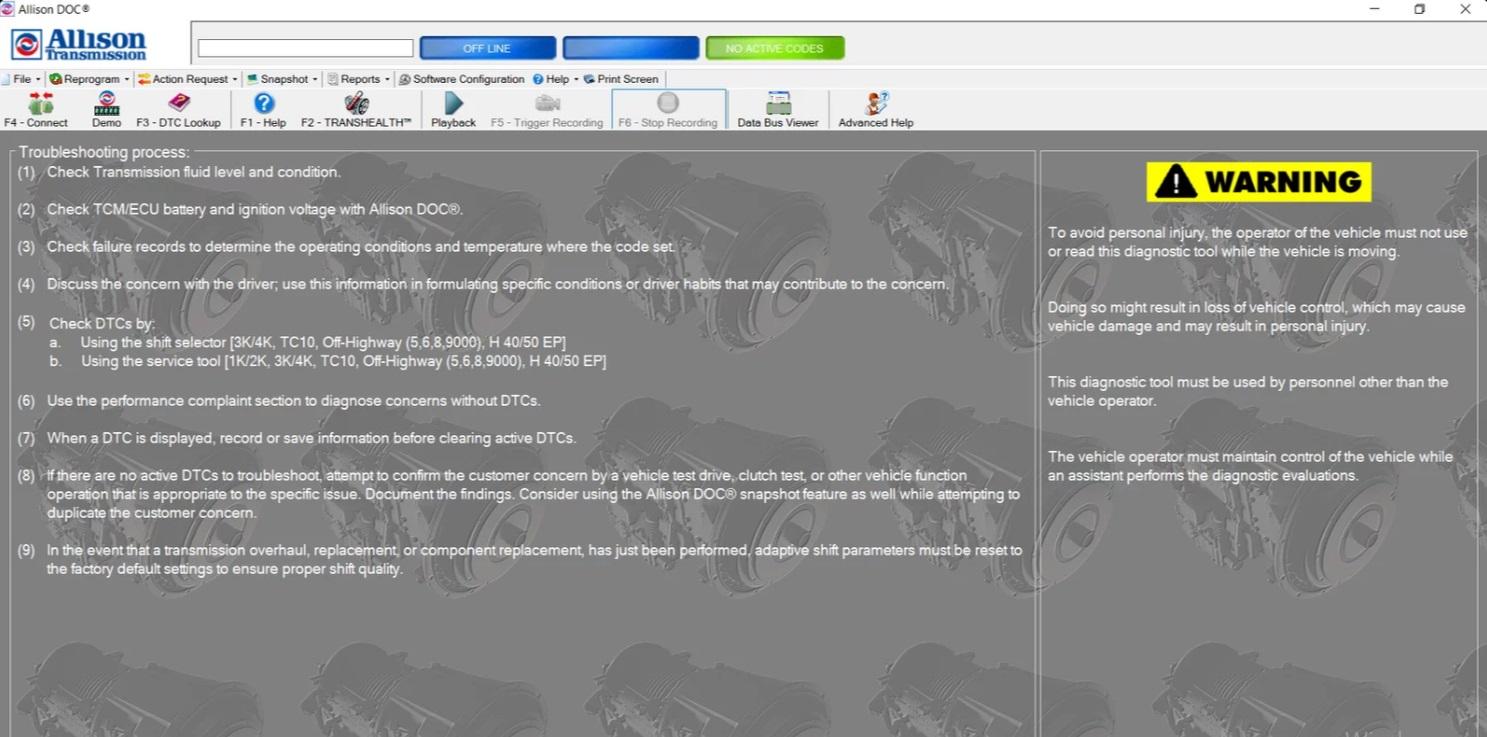 Allison DOC®
Allison
Transmission
OFF LINE
NO ACTIVE CODES
File
Reprogram
Action Request
Snapshot
Reports
Software Configuration
Help
Print Screen
F4 - Connect
Demo
F3 - DTC Lookup
F1 - Help
F2 - TRANSHEALTH™
Playback
F5 - Trigger Recording
F6 - Stop Recording
Data Bus Viewer
Advanced Help
Troubleshooting process:
(1) Check Transmission fluid level and condition.
(2) Check TCM/ECU battery and ignition voltage with Allison DOC®.
(3) Check failure records to determine the operating conditions and temperature where the code set.
(4) Discuss the concern with the driver; use this information in formulating specific conditions or driver habits that may contribute to the concern.
(5) Check DTCs by:
a. Using the shift selector [3K/4K, TC10, Off-Highway (5,6,8,9000), H 40/50 EP]
b. Using the service tool [1K/2K, 3K/4K, TC10, Off-Highway (5,6,8,9000), H 40/50 EP]
(6) Use the performance complaint section to diagnose concerns without DTCs.
(7) When a DTC is displayed, record or save information before clearing active DTCs.
(8) If there are no active DTCs to troubleshoot, attempt to confirm the customer concern by a vehicle test drive, clutch test, or other vehicle function
operation that is appropriate to the specific issue. Document the findings. Consider using the Allison DOC® snapshot feature as well while attempting to
duplicate the customer concern.
(9) In the event that a transmission overhaul, replacement, or component replacement, has just been performed, adaptive shift parameters must be reset to
the factory default settings to ensure proper shift quality.
WARNING
To avoid personal injury, the operator of the vehicle must not use
or read this diagnostic tool while the vehicle is moving.
Doing so might result in loss of vehicle control, which may cause
vehicle damage and may result in personal injury.
This diagnostic tool must be used by personnel other than the
vehicle operator.
The vehicle operator must maintain control of the vehicle while
an assistant performs the diagnostic evaluations.